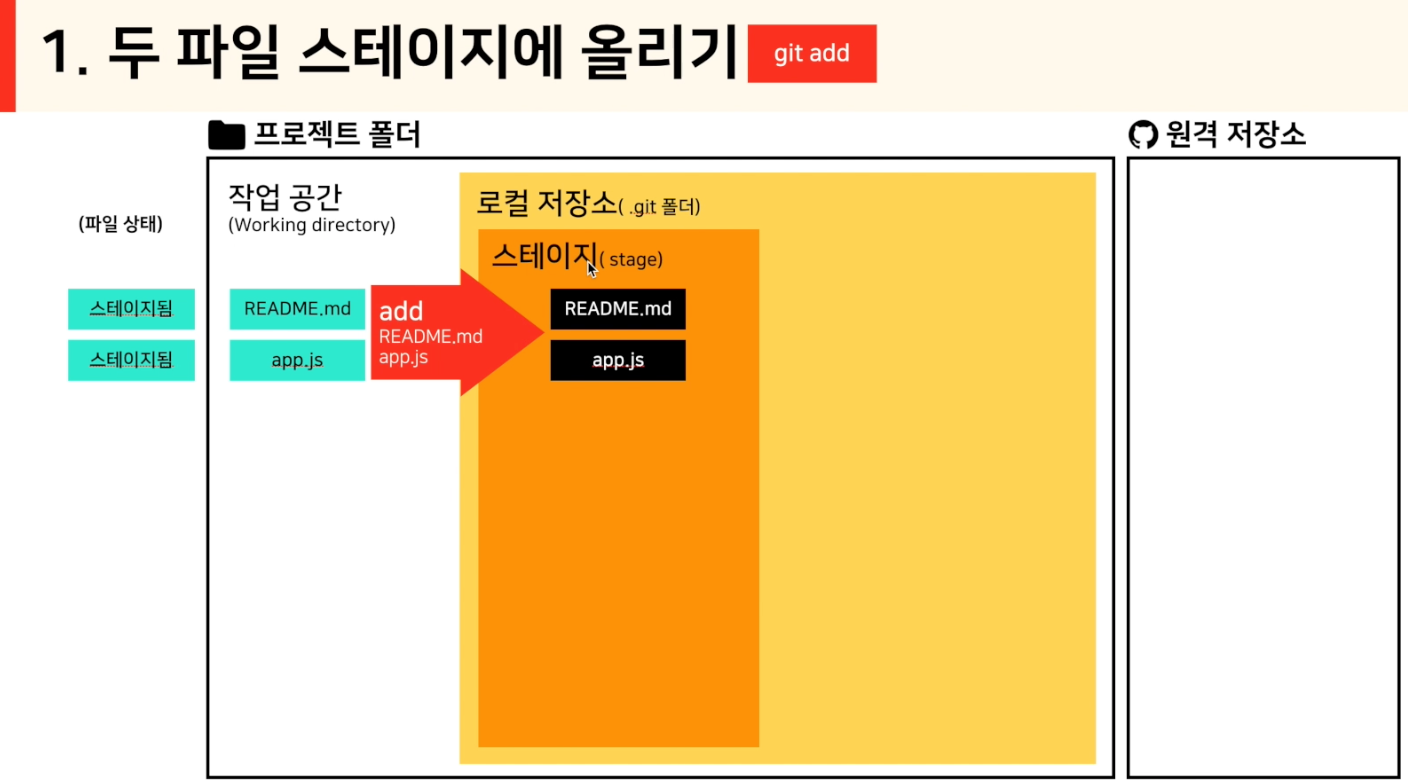 1. 두 파일 스테이지에 올리기 git add
프로젝트 폴더
원격 저장소
작업 공간
(Working directory)
로컬 저장소( .git 폴더)
(파일 상태)
스테이지( stage)
스테이지됨
README.md
add
README.md
app.js
README.md
스테이지됨
app.js
app.js